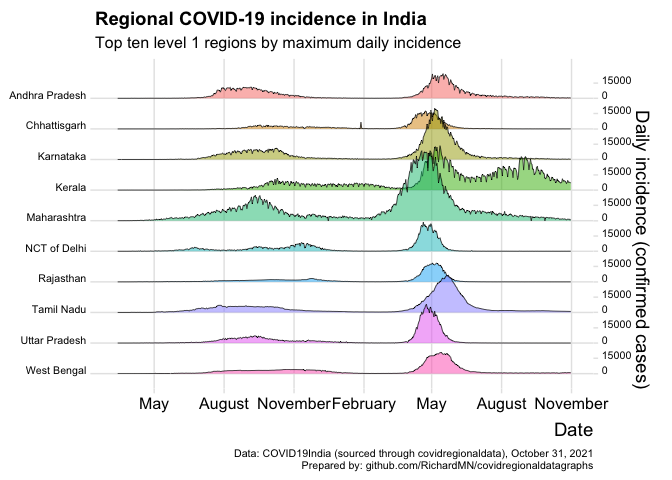 Regional COVID-19 incidence in India
Top ten level 1 regions by maximum daily incidence
Andhra Pradesh
15000
0
Chhattisgarh
15000
0
Karnataka
15000
0
Kerala
15000
0
Maharashtra
15000
0
NCT of Delhi
15000
0
Rajasthan
15000
0
Tamil Nadu
15000
0
Uttar Pradesh
15000
0
West Bengal
15000
0
Daily incidence (confirmed cases)
May August November February May August November
Date
Data: COVID19India (sourced through covidregionaldata), October 31, 2021
Prepared by: github.com/RichardMN/covidregionaldatagraphs